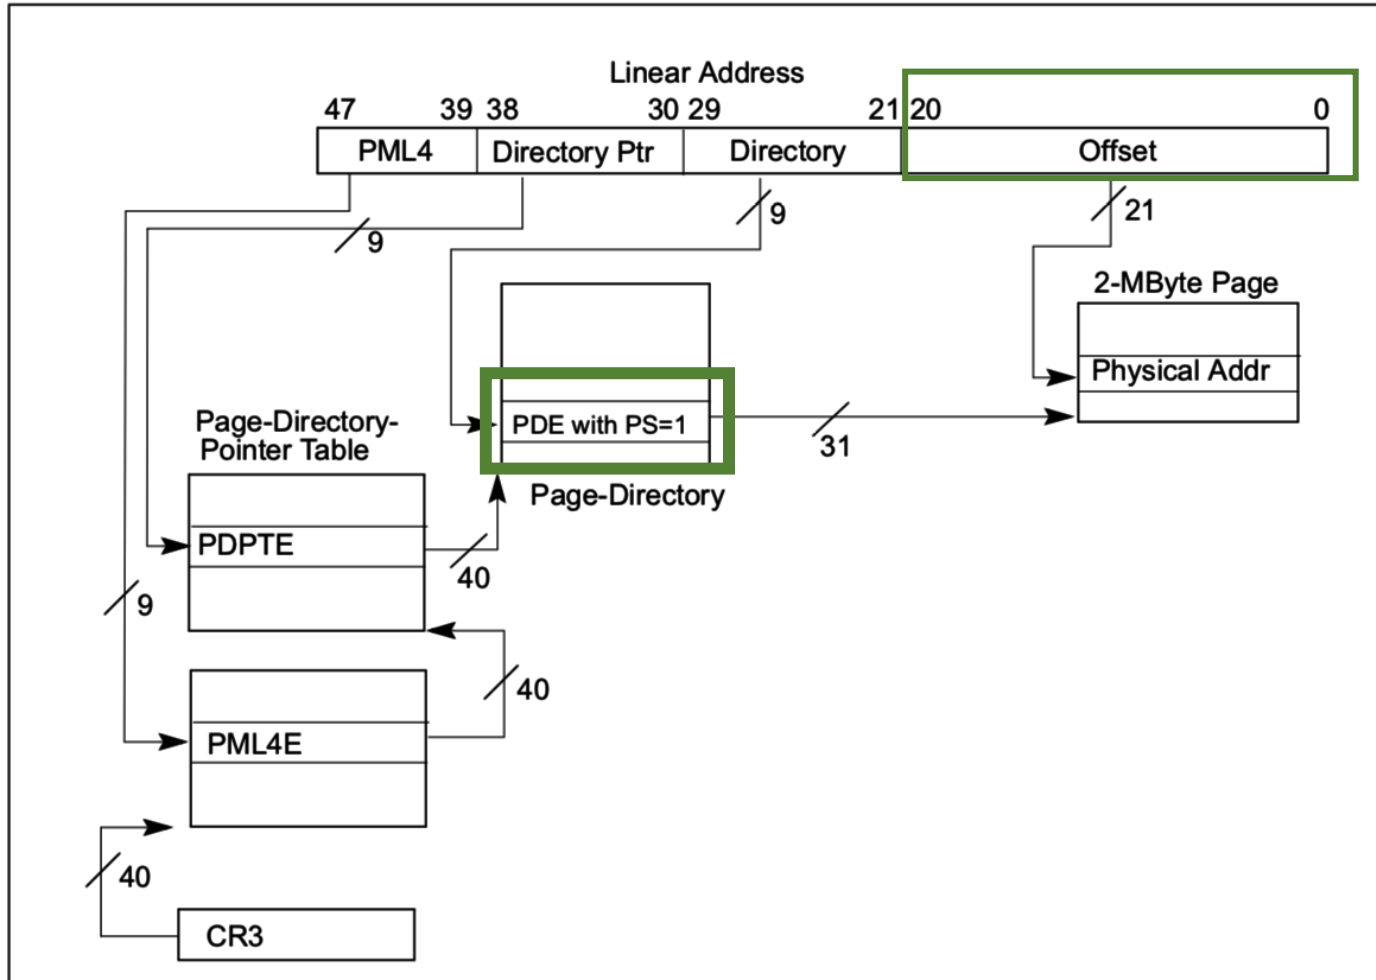 Linear Address
47 39 38 30 29 21 20 0
PML4 Directory Ptr Directory Offset
9
9
21
2-MByte Page
Physical Addr
PDE with PS=1
31
Page-Directory
Page-Directory-
Pointer Table
PDPTE
40
9
40
PML4E
40
CR3